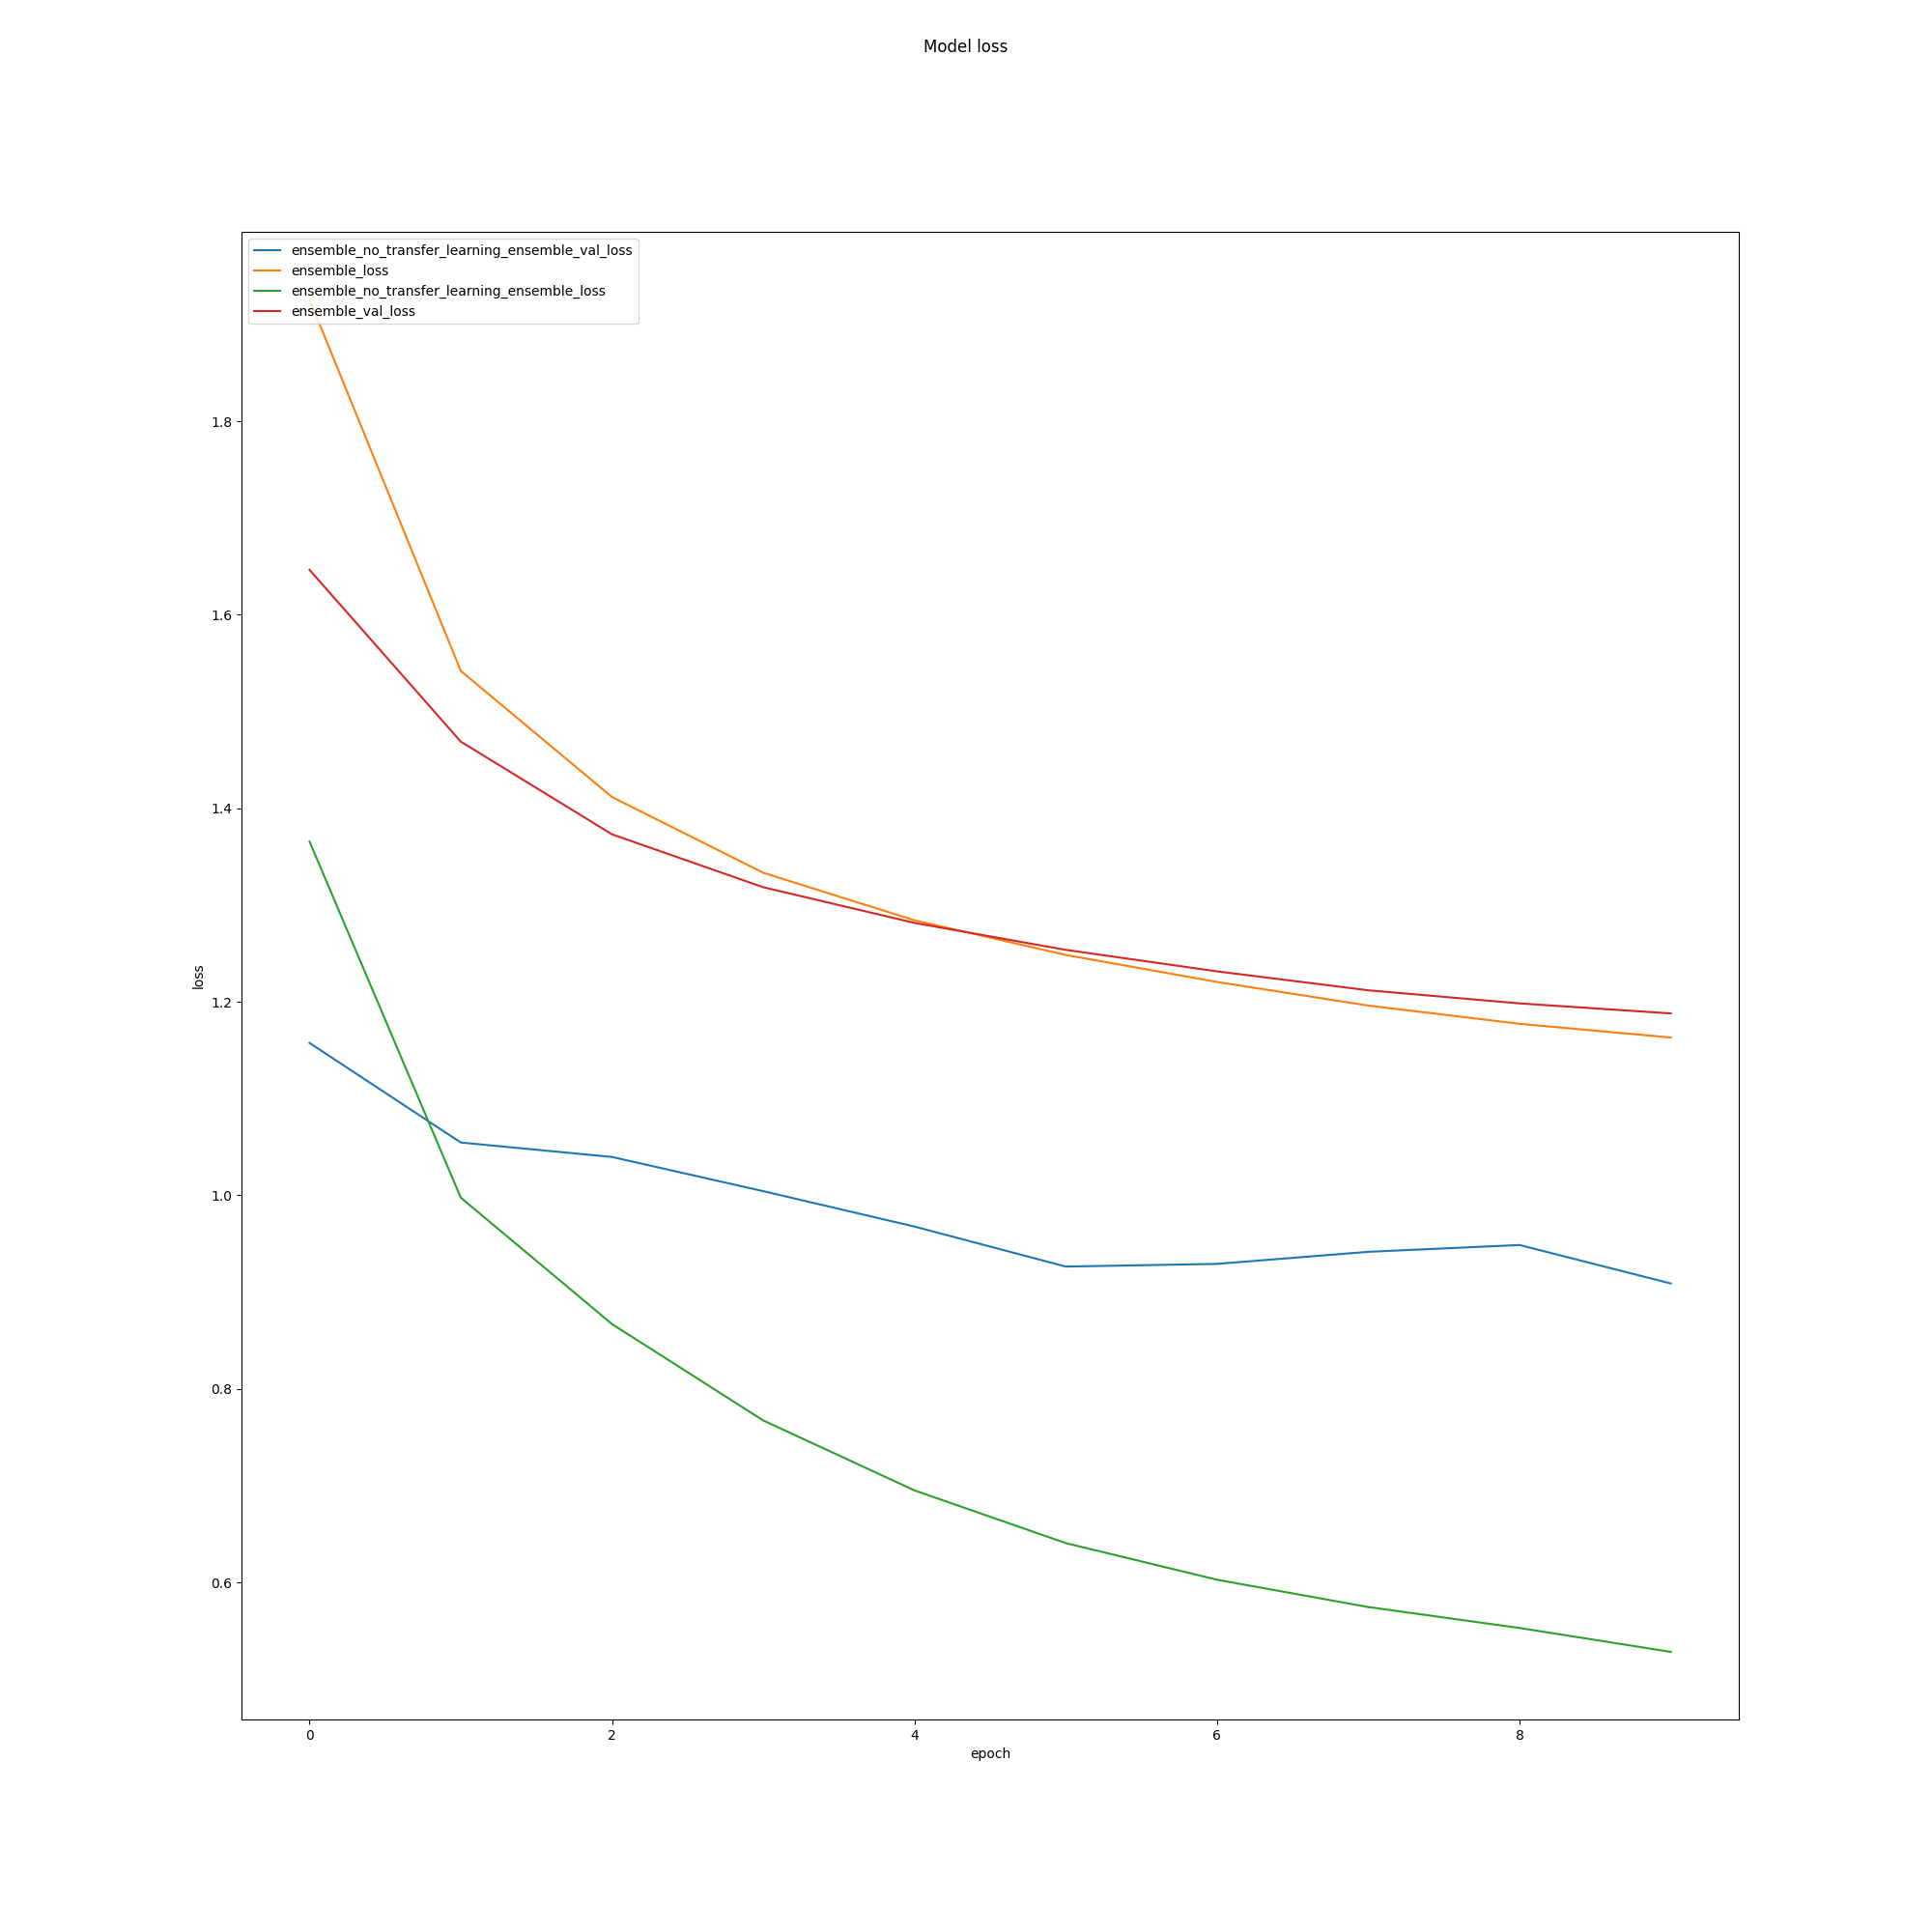 Model loss
ensemble_no_transfer_learning_ensemble_val_loss
ensemble_loss
ensemble_no_transfer_learning_ensemble_loss
ensemble_val_loss
1.8
1.6
1.4
1.2
1.0
0.8
0.6
loss
0 2 4 6 8
epoch